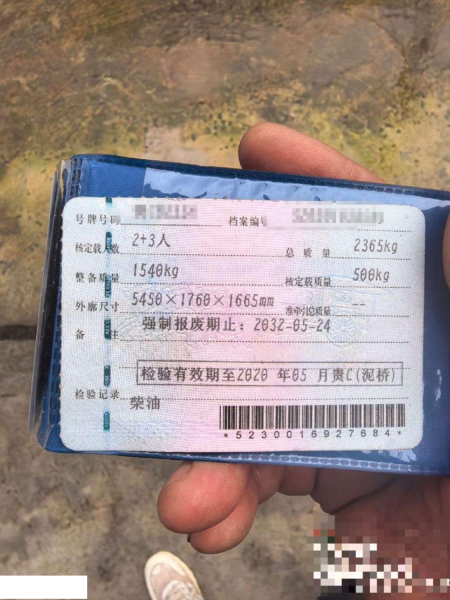 号牌号码 档案编号
核定载人数 2+3人 总质量 2365kg
整备质量 1540kg 核定载质量 500kg
外廓尺寸 5450×1760×1665mm 准牵引总质量 --
备注 强制报废期止：2032-05-24
检验记录 检验有效期至2020 年05 月贵C(泥桥)
柴油
*523001692768 4*